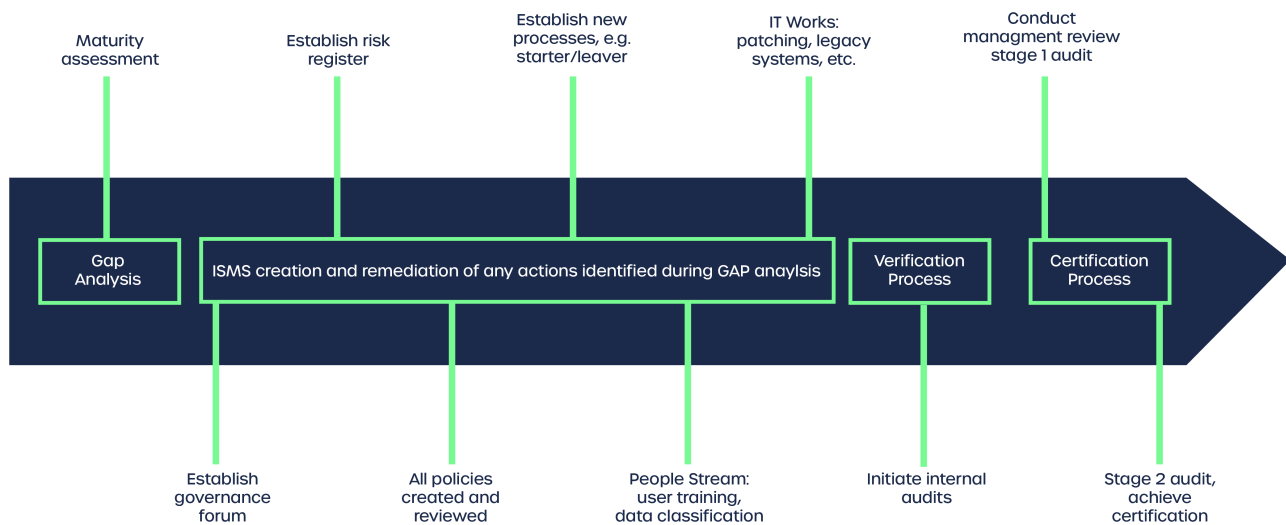 Maturity
assessment
Establish risk
register
Establish new
processes, e.g.
starter/leaver
IT Works:
patching, legacy
systems, etc.
Conduct
managment review
stage 1 audit
Gap
Analysis
ISMS creation and remediation of any actions identified during GAP anaylsis
Verification
Process
Certification
Process
Establish
governance
forum
All policies
created and
reviewed
People Stream:
user training,
data classification
Initiate internal
audits
Stage 2 audit,
achieve
certification